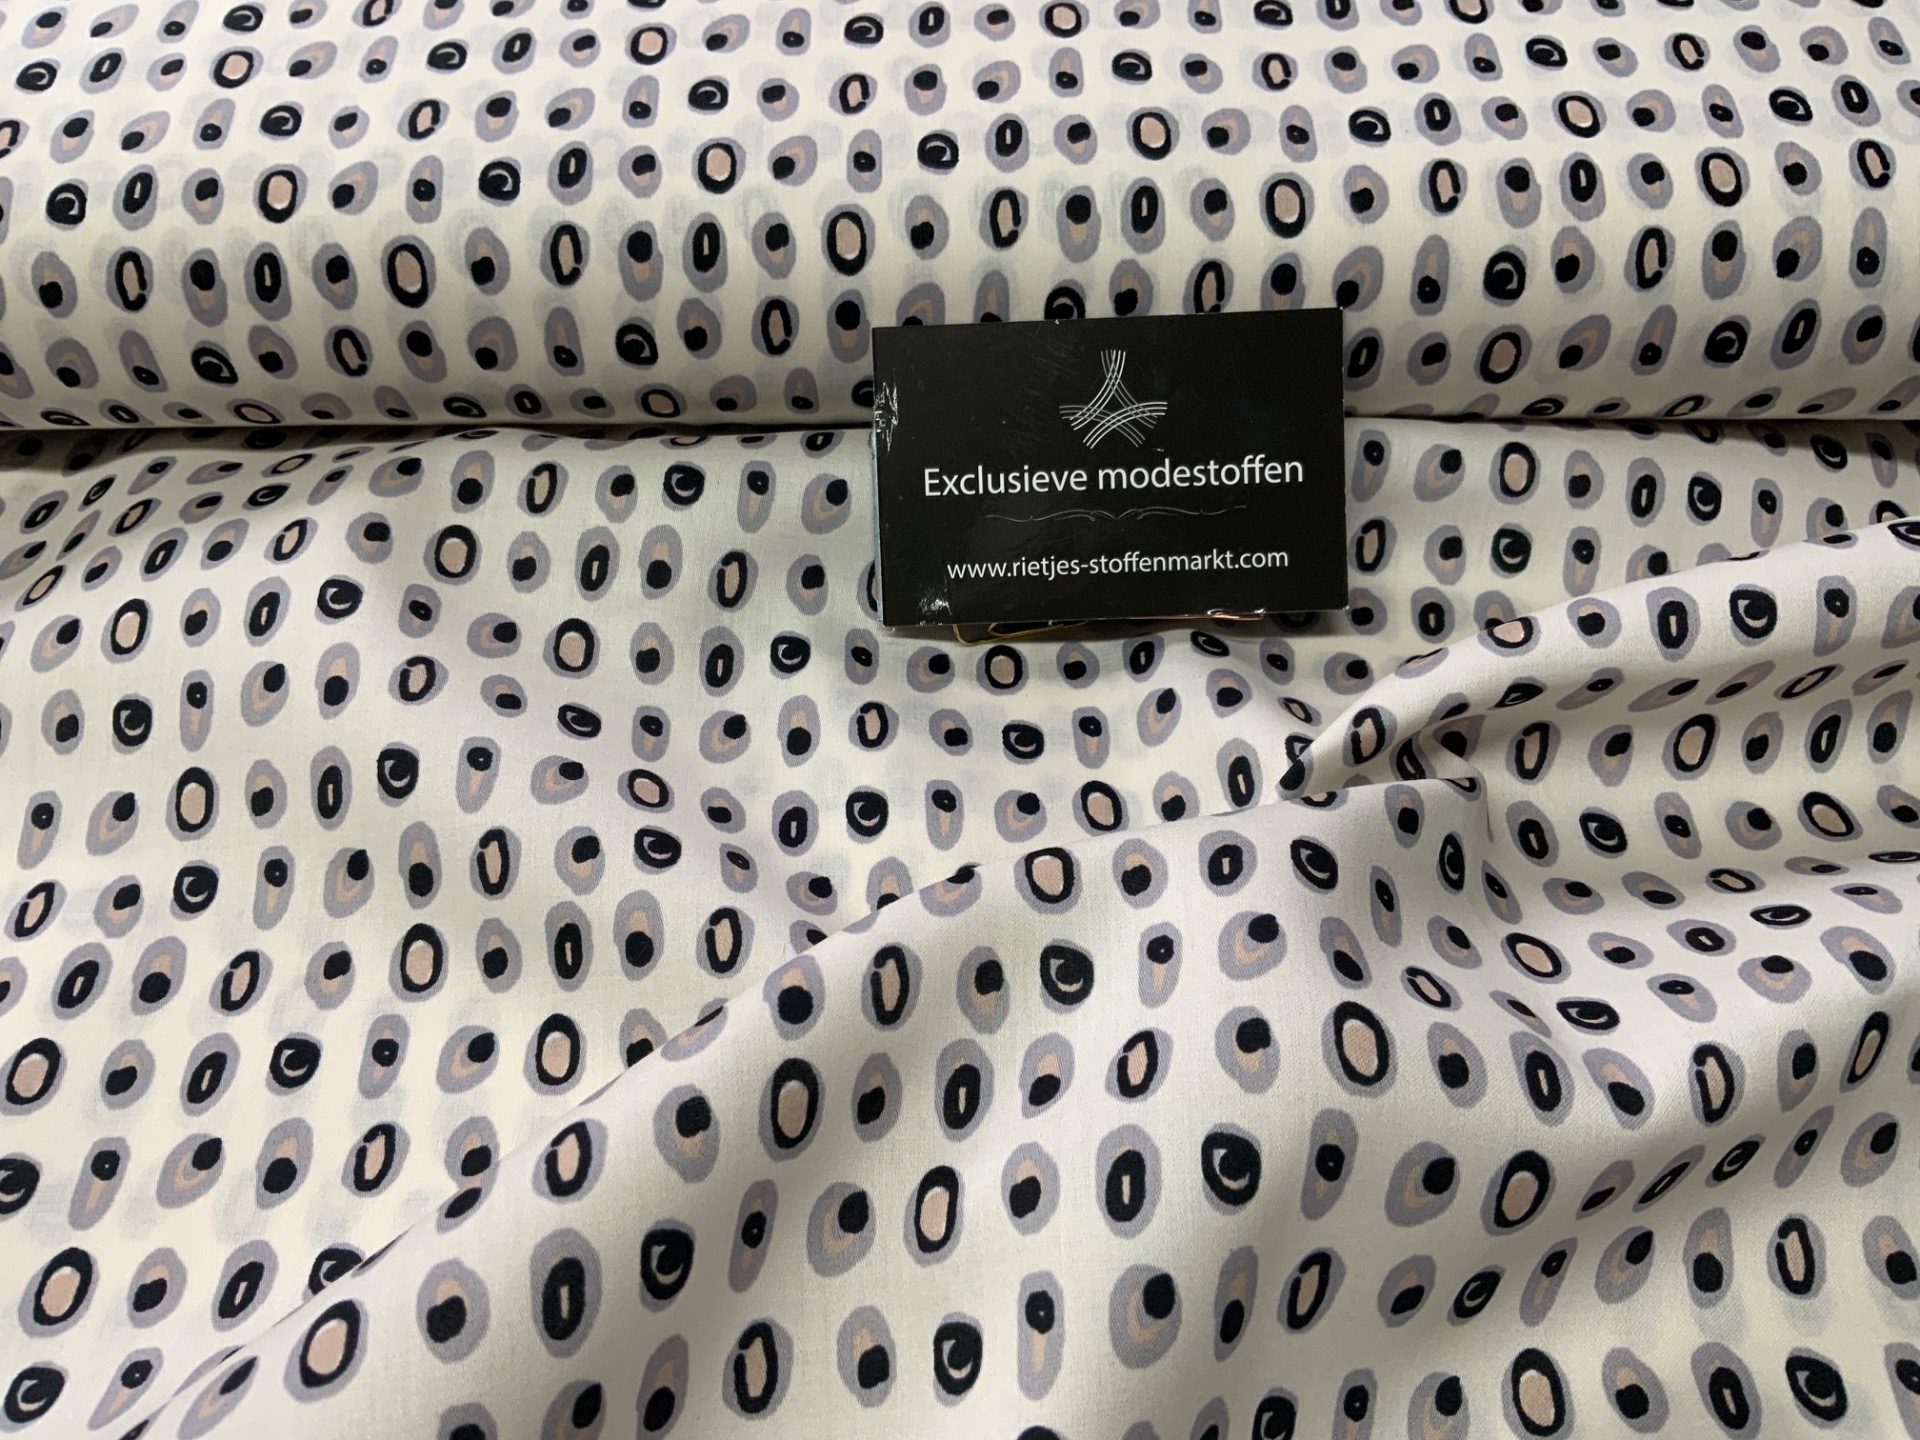 Exclusieve modestoffen
www.rietjes-stoffenmarkt.com